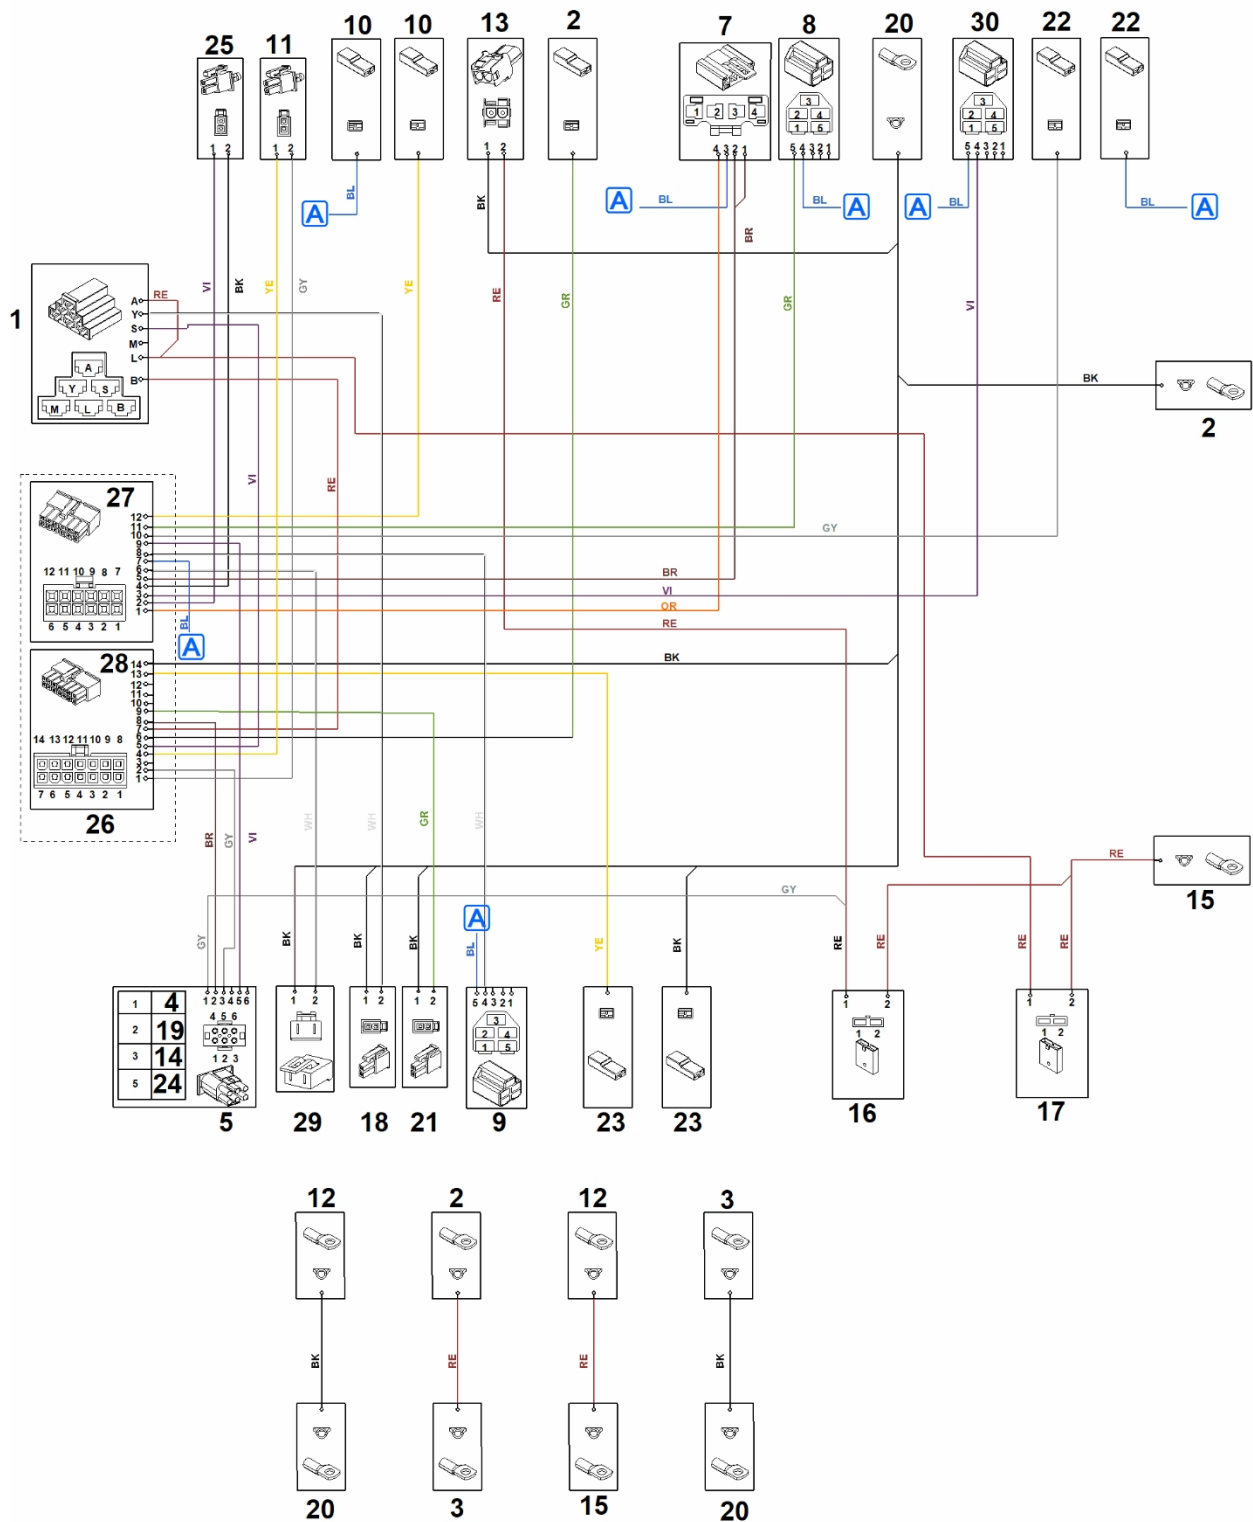 25 11 10 10 13 2 7 8 20 30 22 22
1 2 3 4
3
2 4
1 5
3
2 4
1 5
1 2
1 2
1 2
4 3 2 1
5 4 3 2 1
5 4 3 2 1
BL
A
BK
A BL
BL A
A BL
BL A
BR
VI
BK
YE
GY
YE
RE
GR
GR
VI
1
RE
A
Y
S
M
L
B
A
Y S
M L B
BK
2
VI
RE
27
12
11
10
9
8
7
6
5
4
3
2
1
12 11 10 9 8 7
6 5 4 3 2 1
GY
BR
VI
OR
RE
BL
A
28
14
13
12
11
10
9
8
7
6
5
4
3
2
1
14 13 12 11 10 9 8
7 6 5 4 3 2 1
26
BK
BR
GY
VI
WH
WH
GR
WH
RE
15
GY
A
GY
BK
BK
BK
BL
YE
BK
RE
RE
RE
RE
1 4
2 19
3 14
5 24
1 2 3 4 5 6
4 5 6
1 2 3
5
1 2
29
1 2
18
1 2
21
5 4 3 2 1
3
2 4
1 5
9
23
23
1 2
1 2
16
1 2
1 2
17
12 2 12 3
BK RE RE BK
20 3 15 20